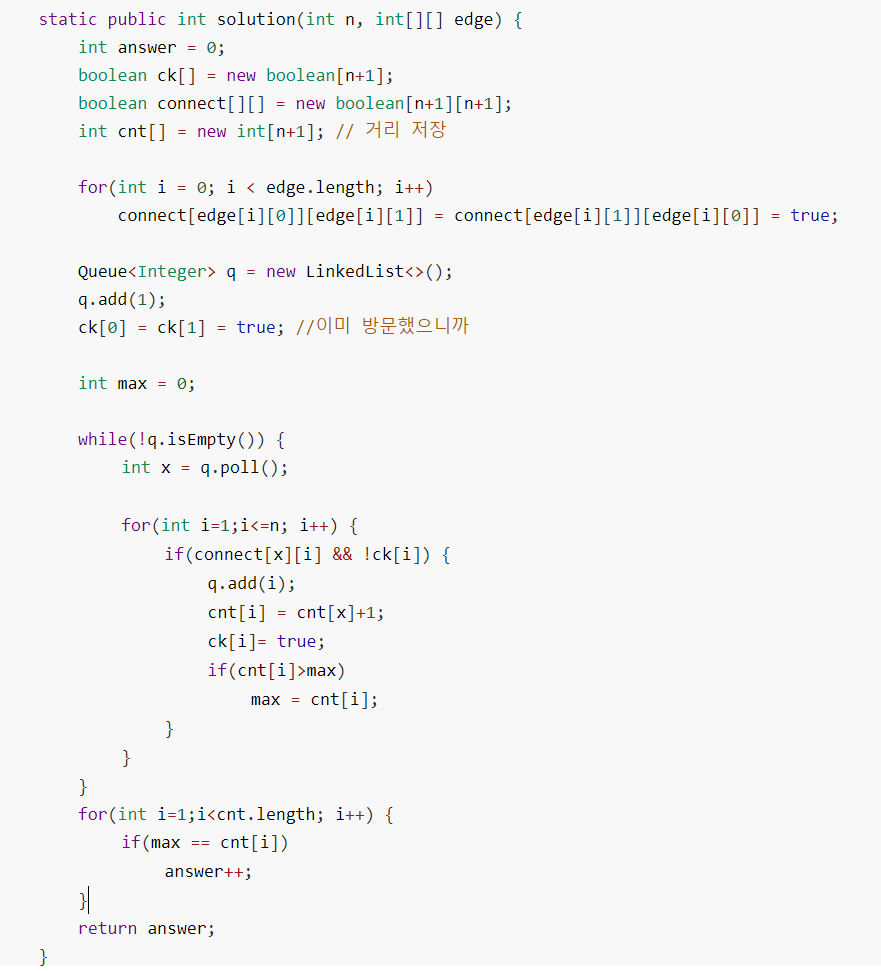 static public int solution(int n, int[][] edge) {
int answer = 0;
boolean ck[] = new boolean[n+1];
boolean connect[][] = new boolean[n+1][n+1];
int cnt[] = new int[n+1]; // 거리 저장
for(int i = 0; i < edge.length; i++)
connect[edge[i][0]][edge[i][1]] = connect[edge[i][1]][edge[i][0]] = true;
Queue<Integer> q = new LinkedList<>();
q.add(1);
ck[0] = ck[1] = true; //이미 방문했으니까
int max = 0;
while(!q.isEmpty()) {
int x = q.poll();
for(int i=1;i<=n; i++) {
if(connect[x][i] && !ck[i]) {
q.add(i);
cnt[i] = cnt[x]+1;
ck[i]= true;
if(cnt[i]>max)
max = cnt[i];
}
}
}
for(int i=1;i<cnt.length; i++) {
if(max == cnt[i])
answer++;
}
return answer;
}